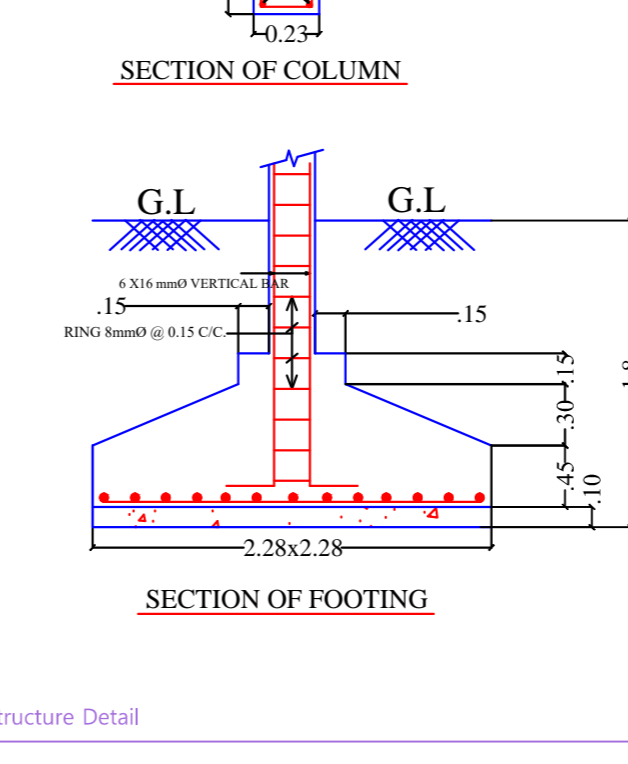 0.23
SECTION OF COLUMN
G.L
G.L
6 X16 mmØ VERTICAL BAR
.15
.15
RING 8mmØ @ 0.15 C/C.
.15
.30
.45
.10
2.28x2.28
SECTION OF FOOTING
tructure Detail